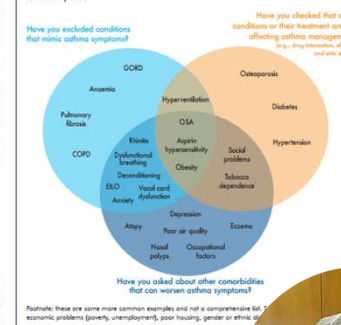 Have you excluded conditions
that mimic asthma symptoms?
Have you checked that
conditions or their treatment are
affecting asthma managem
(e.g., drug interaction,
and side
GORD
Anaemia
Pulmonary
fibrosis
COPD
Hyperventilation
Osteoporosis
Diabetes
Hypertension
OSA
Aspirin
hypersensitivity
Obesity
Rhinitis
Dysfunctional
breathing
Deconditioning
EILO
Vocal cord
dysfunction
Anxiety
Social
problems
Tobacco
dependence
Depression
Atopy
Poor air quality
Eczema
Nasal
polyps
Occupational
factors
Have you asked about other comorbidities
that can worsen asthma symptoms?
Footnote: these are some more common examples and not a comprehensive list.
economic problems (poverty, unemployment), poor housing, gender or ethnic